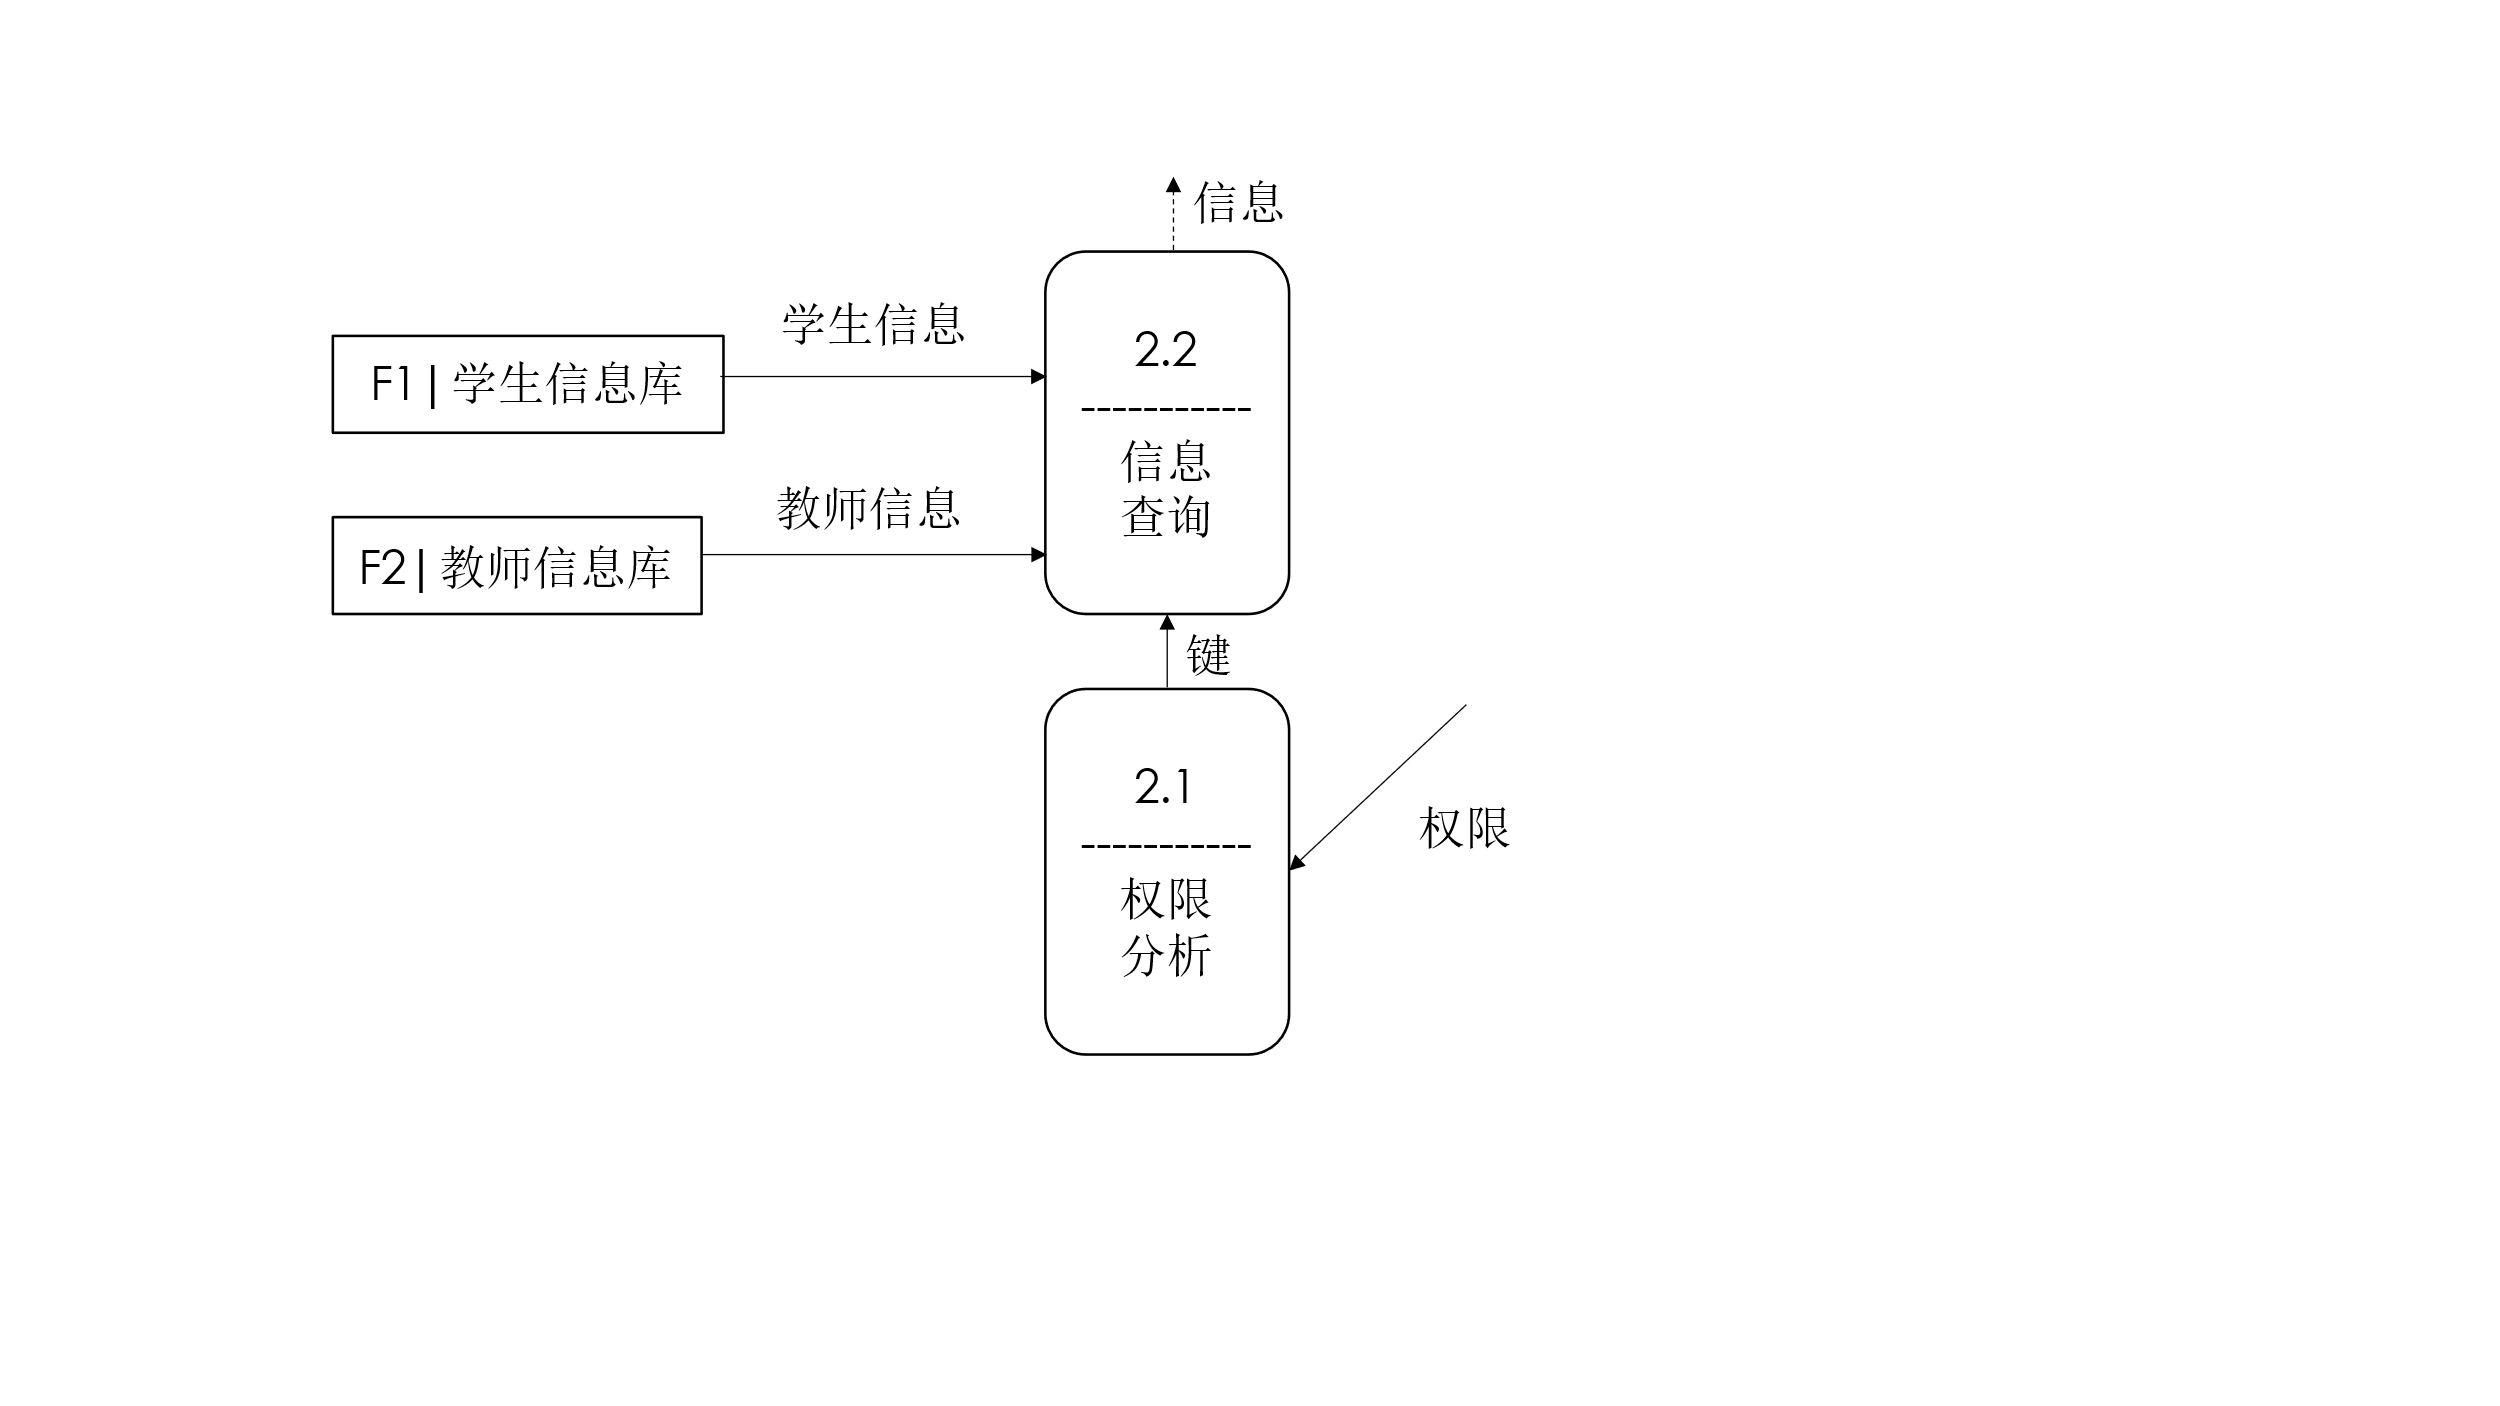 信息
学生信息
2.2
F1 | 学生信息库
-----------
信息
查询
教师信息
F2 | 教师信息库
键
2.1
权限
-----------
权限
分析